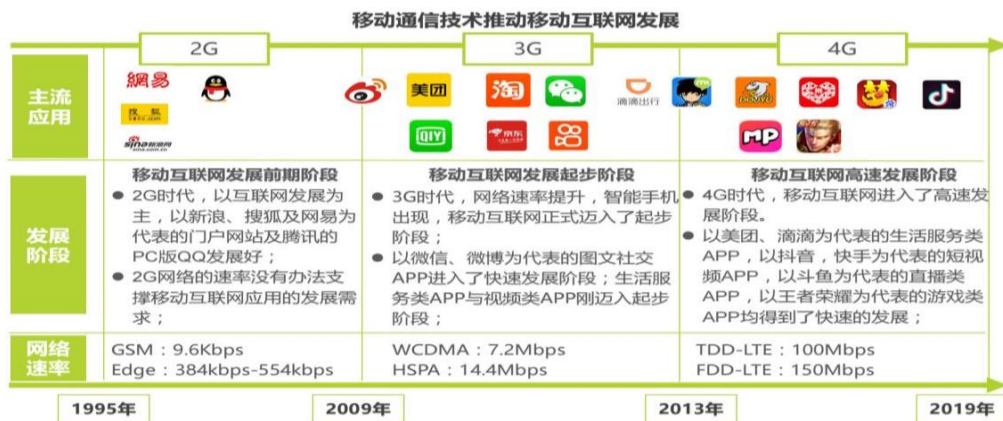 移动通信技术推动移动互联网发展
2G
3G
4G
主流
应用
網易
搜狐
sina新浪网
sina.com.cn
美团
淘
滴滴出行
QIY
京东
DOUYU
MP
发展
阶段
移动互联网发展前期阶段
● 2G时代，以互联网发展为
主，以新浪、搜狐及网易为
代表的门户网站及腾讯的
PC版QQ发展好；
● 2G网络的速率没有办法支
撑移动互联网应用的发展需
求；
移动互联网发展起步阶段
● 3G时代，网络速率提升，智能手机
出现，移动互联网正式迈入了起步
阶段；
● 以微信、微博为代表的图文社交
APP进入了快速发展阶段；生活服
务类APP与视频类APP刚迈入起步
阶段；
移动互联网高速发展阶段
● 4G时代，移动互联网进入了高速发
展阶段。
● 以美团、滴滴为代表的生活服务类
APP，以抖音，快手为代表的短视
频APP，以斗鱼为代表的直播类
APP，以王者荣耀为代表的游戏类
APP均得到了快速的发展；
网络
速率
GSM：9.6Kbps
Edge：384kbps-554kbps
WCDMA：7.2Mbps
HSPA：14.4Mbps
TDD-LTE：100Mbps
FDD-LTE：150Mbps
1995年
2009年
2013年
2019年